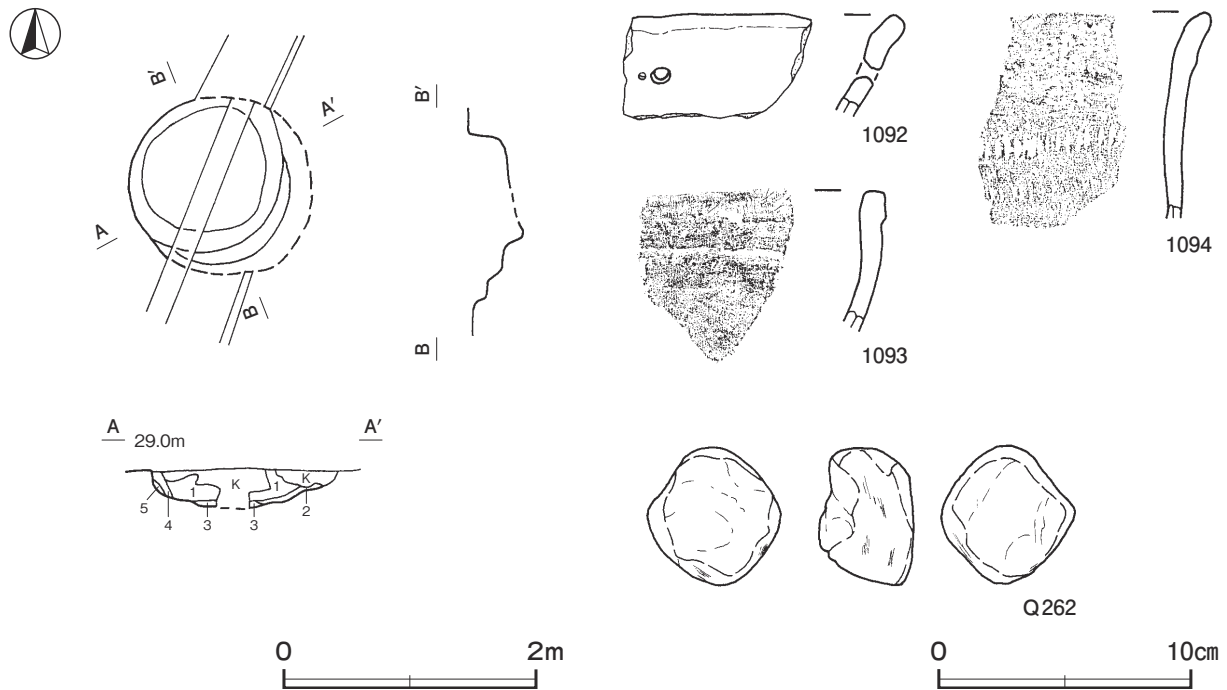 B′
A′
A
B
B′
B
A 29.0m A′
1 K 1 K
5 4 3 3 2
0 2m
1092
1093
1094
Q262
0 10cm